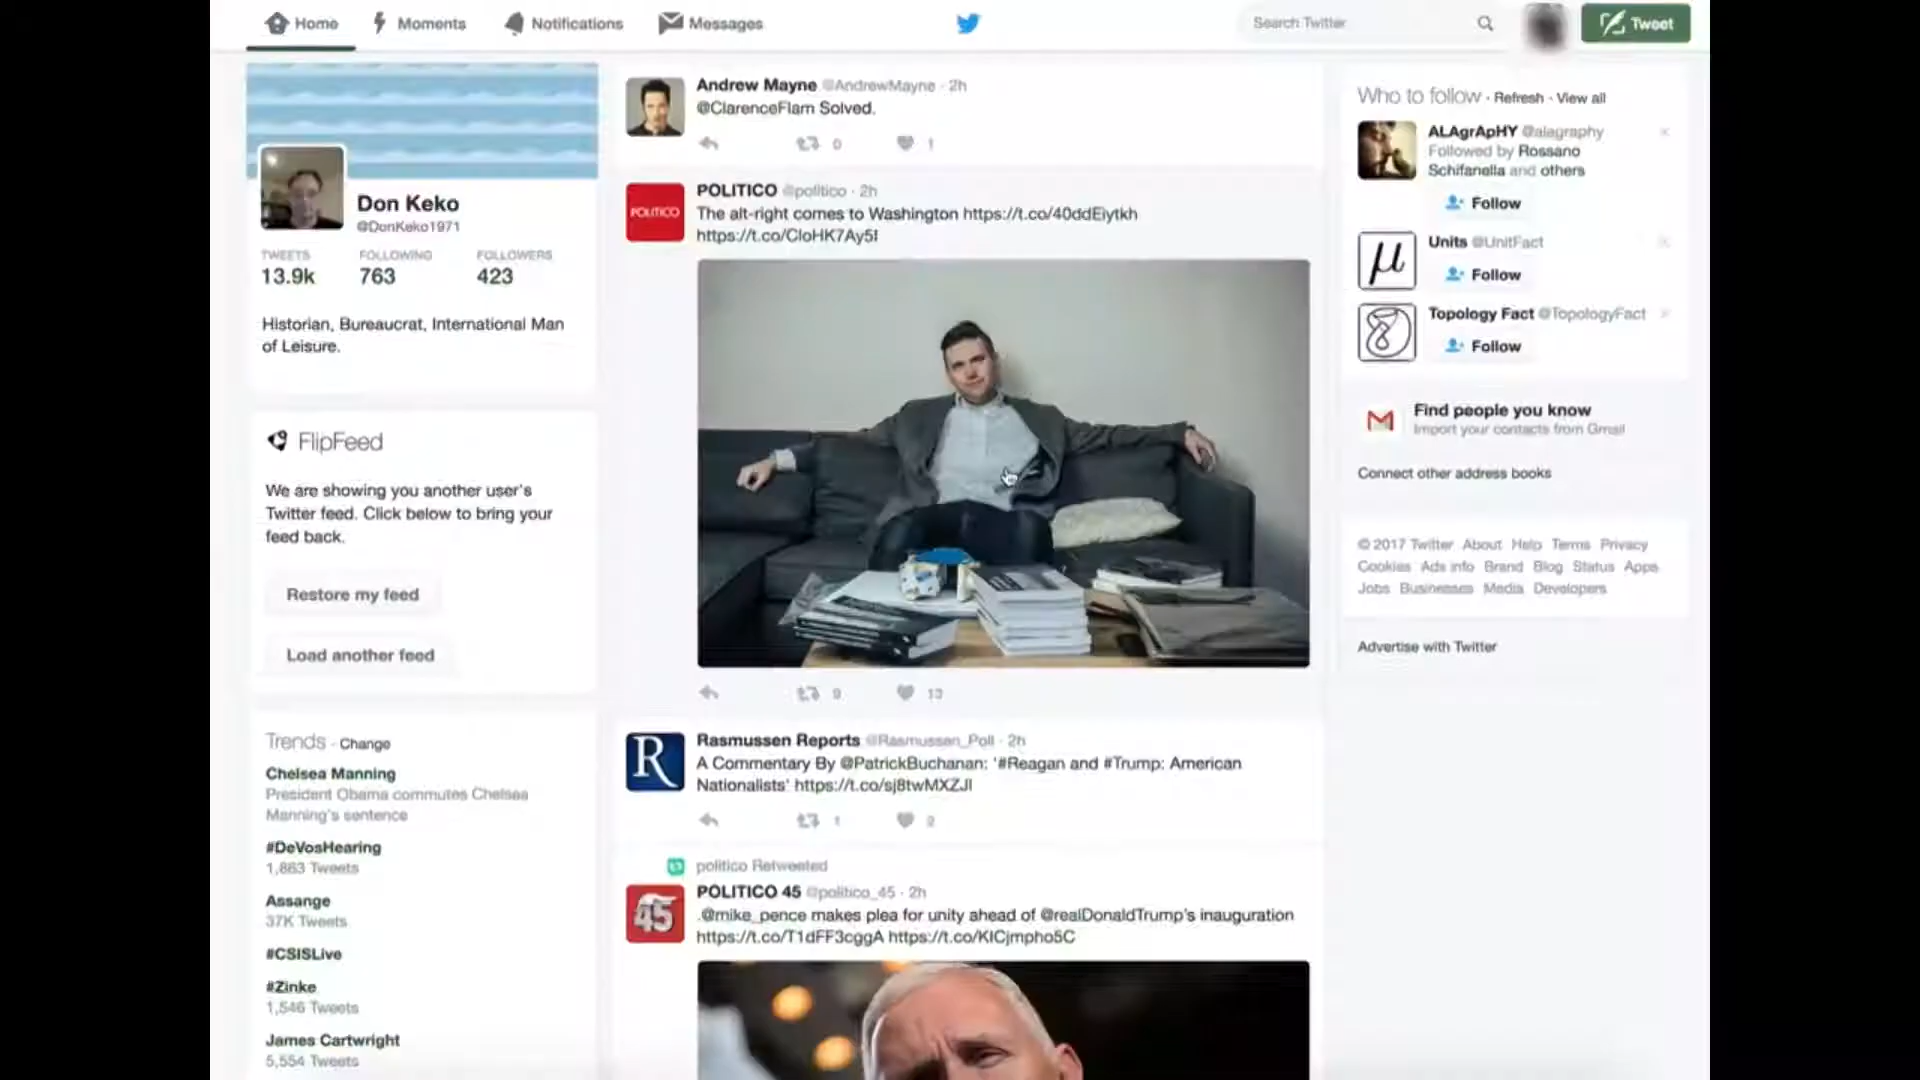 Home
Moments
Notifications
Messages
Search Twitter
Tweet
Don Keko
@DonKeko1971
TWEETS
FOLLOWING
FOLLOWERS
13.9k
763
423
Historian, Bureaucrat, International Man
of Leisure.
FlipFeed
We are showing you another user's
Twitter feed. Click below to bring your
feed back.
Restore my feed
Load another feed
Trends · Change
Chelsea Manning
President Obama commutes Chelsea
Manning's sentence
#DeVosHearing
1,863 Tweets
Assange
37K Tweets
#CSISLive
#Zinke
1,546 Tweets
James Cartwright
5,554 Tweets
Andrew Mayne @AndrewMayne · 2h
@ClarenceFlam Solved.
0
1
POLITICO
POLITICO @politico · 2h
The alt-right comes to Washington https://t.co/40ddEiytkh
https://t.co/CloHK7Ay5I
9
13
R
Rasmussen Reports @Rasmussen_Poll · 2h
A Commentary By @PatrickBuchanan: '#Reagan and #Trump: American
Nationalists' https://t.co/sj8twMXZJl
1
2
politico Retweeted
45
POLITICO 45 @politico_45 · 2h
.@mike_pence makes plea for unity ahead of @realDonaldTrump's inauguration
https://t.co/T1dFF3cggA https://t.co/KICjmpho5C
Who to follow · Refresh · View all
ALAgrApHY @alagraphy
Followed by Rossano
Schifanella and others
Follow
μ
Units @UnitFact
Follow
Topology Fact @TopologyFact
Follow
Find people you know
Import your contacts from Gmail
Connect other address books
© 2017 Twitter About Help Terms Privacy
Cookies Ads info Brand Blog Status Apps
Jobs Businesses Media Developers
Advertise with Twitter